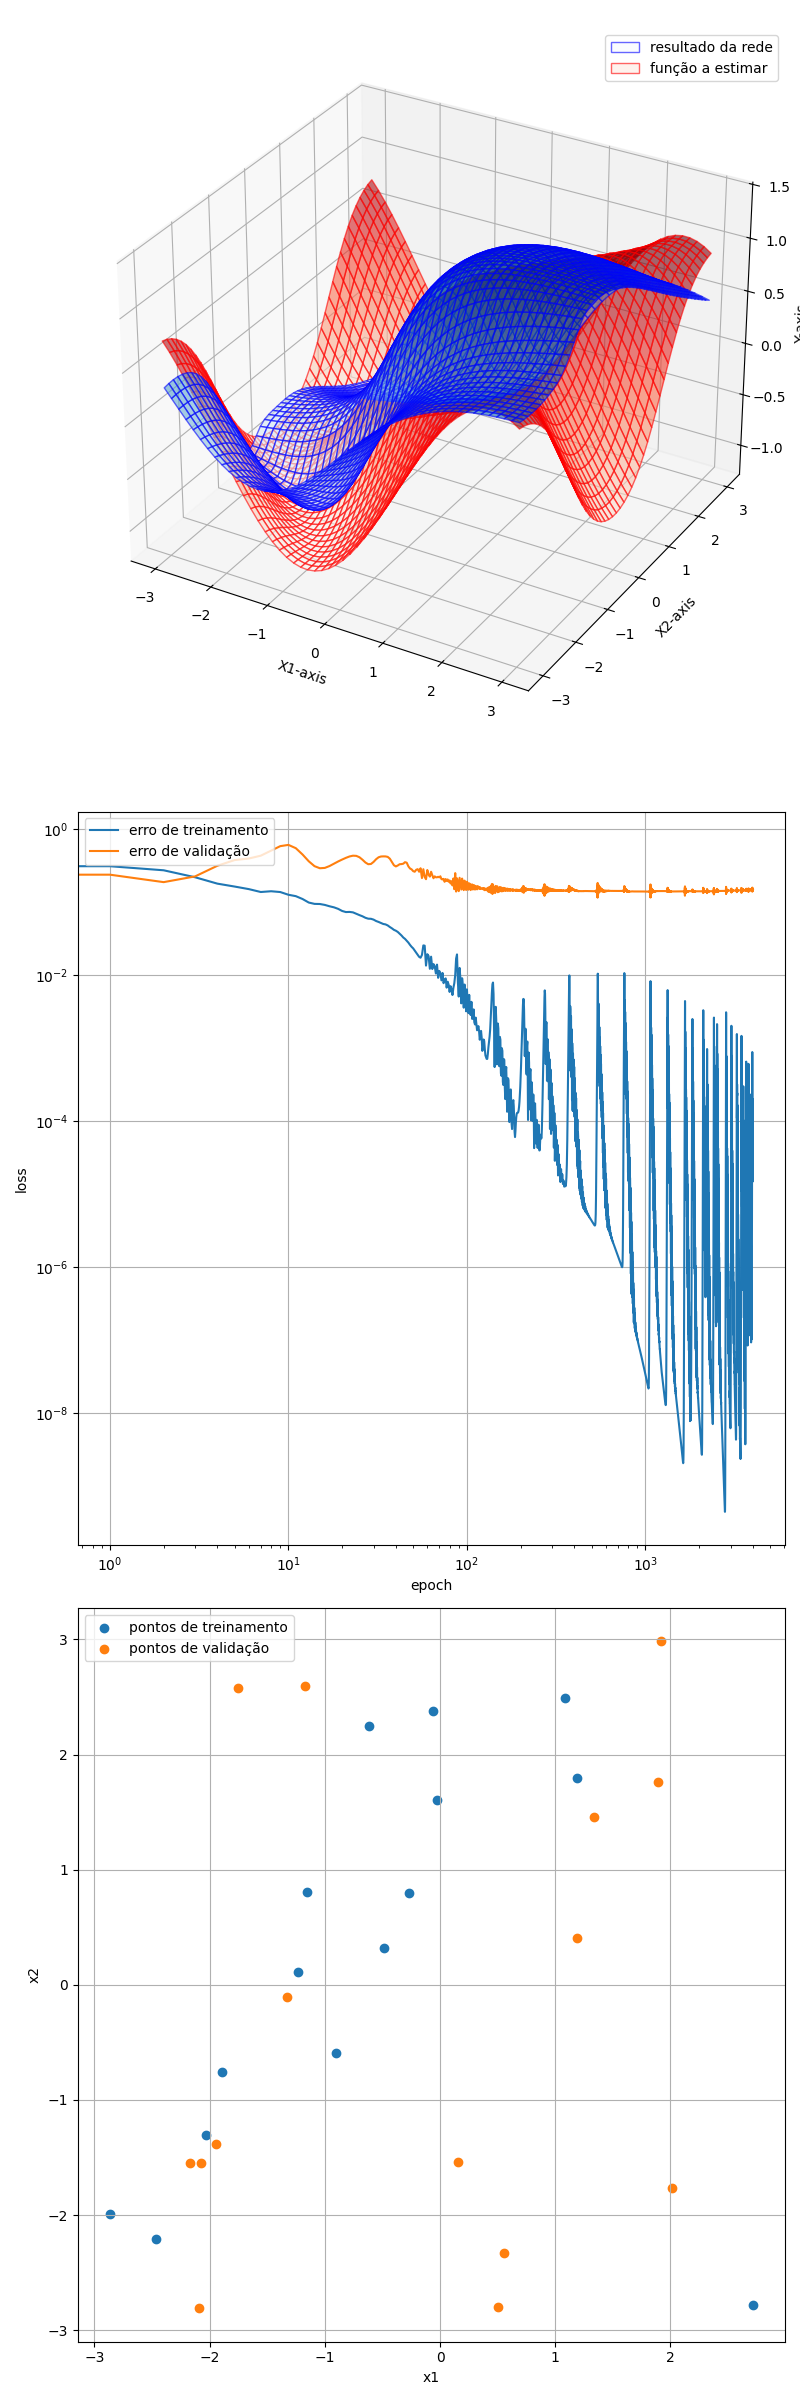 resultado da rede
função a estimar
1.5
1.0
0.5
0.0
−0.5
−1.0
−3
−2
−1
0
1
2
3
X1-axis
3
2
1
0
−1
−2
−3
X2-axis
erro de treinamento
erro de validação
10^0
10^−2
10^−4
10^−6
10^−8
loss
10^0 10^1 10^2 10^3
epoch
pontos de treinamento
pontos de validação
3
2
1
0
−1
−2
−3
x2
−3 −2 −1 0 1 2
x1